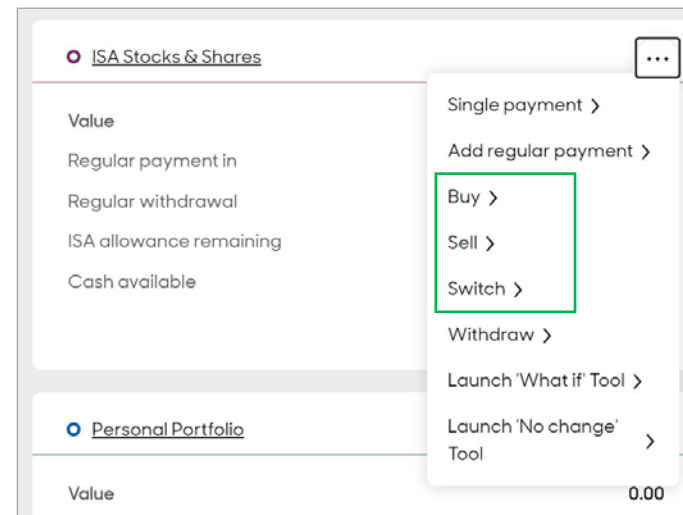 ISA Stocks & Shares
...
Value
Regular payment in
Regular withdrawal
ISA allowance remaining
Cash available
Single payment >
Add regular payment >
Buy >
Sell >
Switch >
Withdraw >
Launch 'What if' Tool >
Launch 'No change'
Tool >
Personal Portfolio
Value 0.00